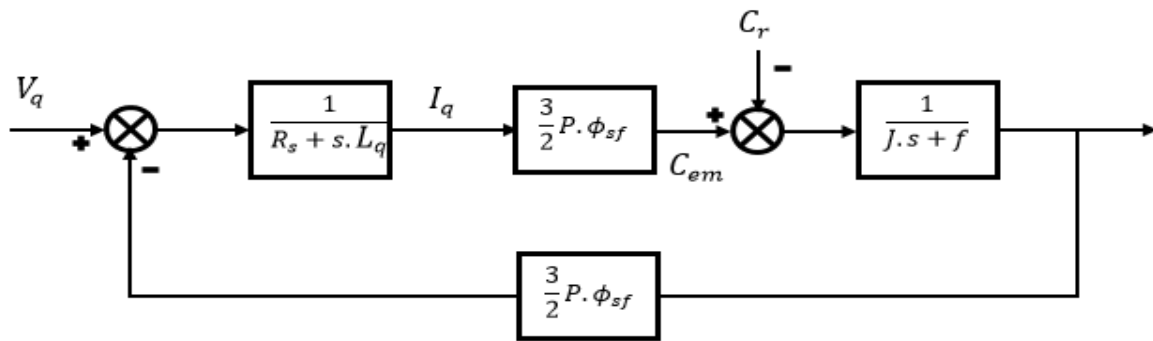 V_q
+
-
1
R_s + s.L_q
I_q
3/2 P.ϕ_sf
C_em
+
C_r
-
1
J.s + f
3/2 P.ϕ_sf